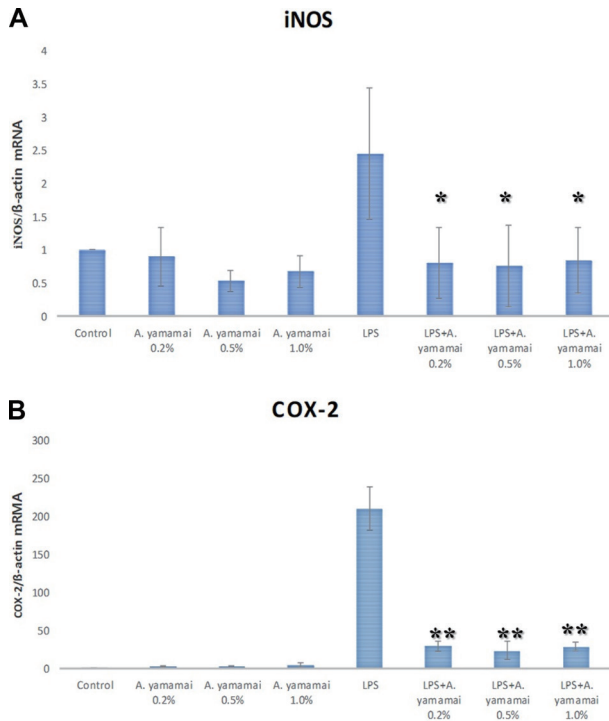 A
iNOS
iNOS/ß-actin mRNA
4
3.5
3
2.5
2
1.5
1
0.5
0
* * *
Control A. yamamai A. yamamai A. yamamai LPS LPS+A. LPS+A. LPS+A.
0.2% 0.5% 1.0% yamamai yamamai yamamai
0.2% 0.5% 1.0%
B
COX-2
COX-2/ß-actin mRMA
300
250
200
150
100
50
0
** ** **
Control A. yamamai A. yamamai A. yamamai LPS LPS+A. LPS+A. LPS+A.
0.2% 0.5% 1.0% yamamai yamamai yamamai
0.2% 0.5% 1.0%